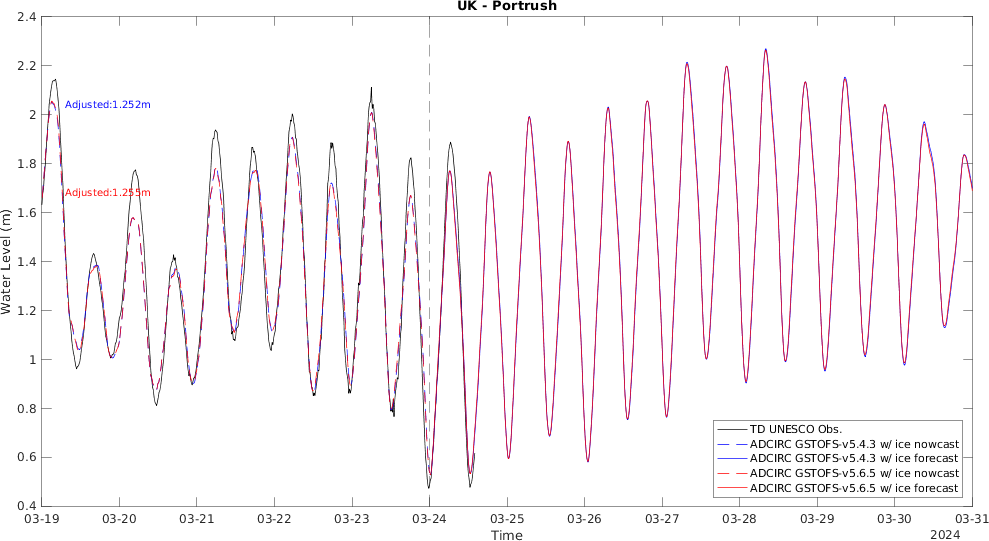 UK - Portrush
2.4
2.2
2
1.8
1.6
1.4
1.2
1
0.8
0.6
0.4
Water Level (m)
Adjusted:1.252m
Adjusted:1.255m
TD UNESCO Obs.
ADCIRC GSTOFS-v5.4.3 w/ ice nowcast
ADCIRC GSTOFS-v5.4.3 w/ ice forecast
ADCIRC GSTOFS-v5.6.5 w/ ice nowcast
ADCIRC GSTOFS-v5.6.5 w/ ice forecast
03-19 03-20 03-21 03-22 03-23 03-24 03-25 03-26 03-27 03-28 03-29 03-30 03-31
Time
2024